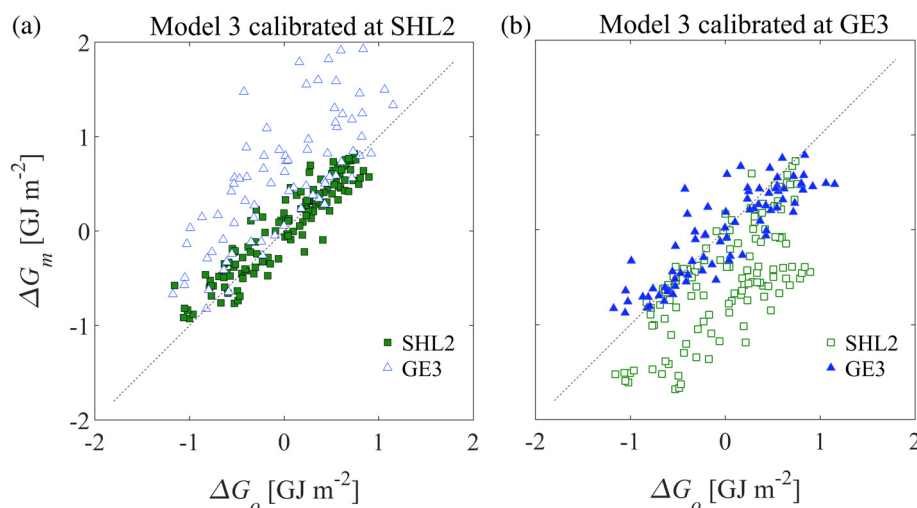 (a) Model 3 calibrated at SHL2
(b) Model 3 calibrated at GE3
2
1
0
-1
-2
ΔG_m [GJ m^-2]
SHL2
GE3
SHL2
GE3
-2 -1 0 1 2
-2 -1 0 1 2
ΔG_o [GJ m^-2]
ΔG_o [GJ m^-2]